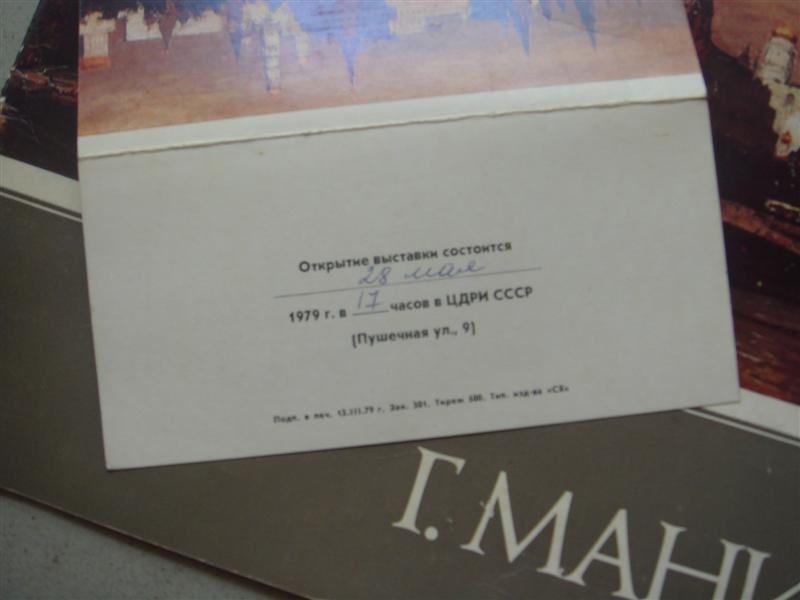 Открытие выставки состоится
28 мая
1979 г. в 17 часов в ЦДРИ СССР
[Пушечная ул., 9]
Подп. в печ. 13.III.79 г. Зак. 301. Тираж 500. Тип. изд-ва «СХ»
Г. МАНИ